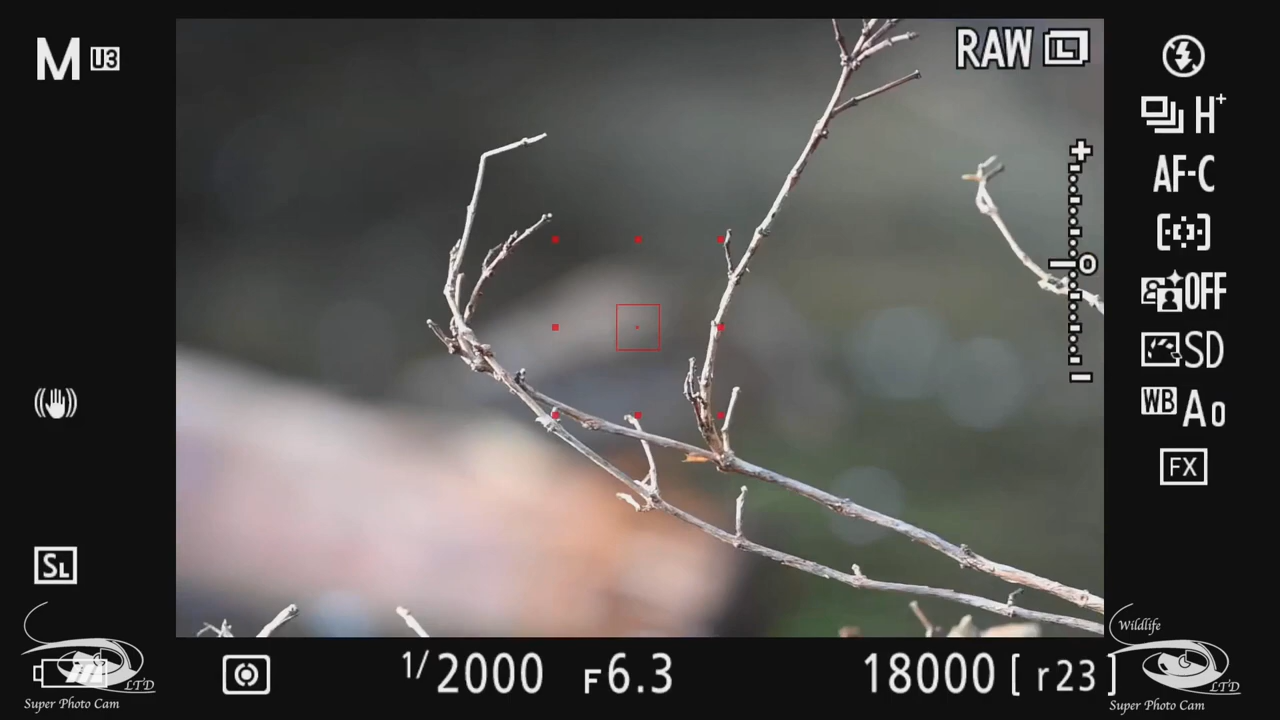 M U3
RAW L
H+
AF-C
OFF
SD
WB A0
FX
SL
1/2000 F6.3 18000 [ r23 ]
LTD
Super Photo Cam
Wildlife
LTD
Super Photo Cam